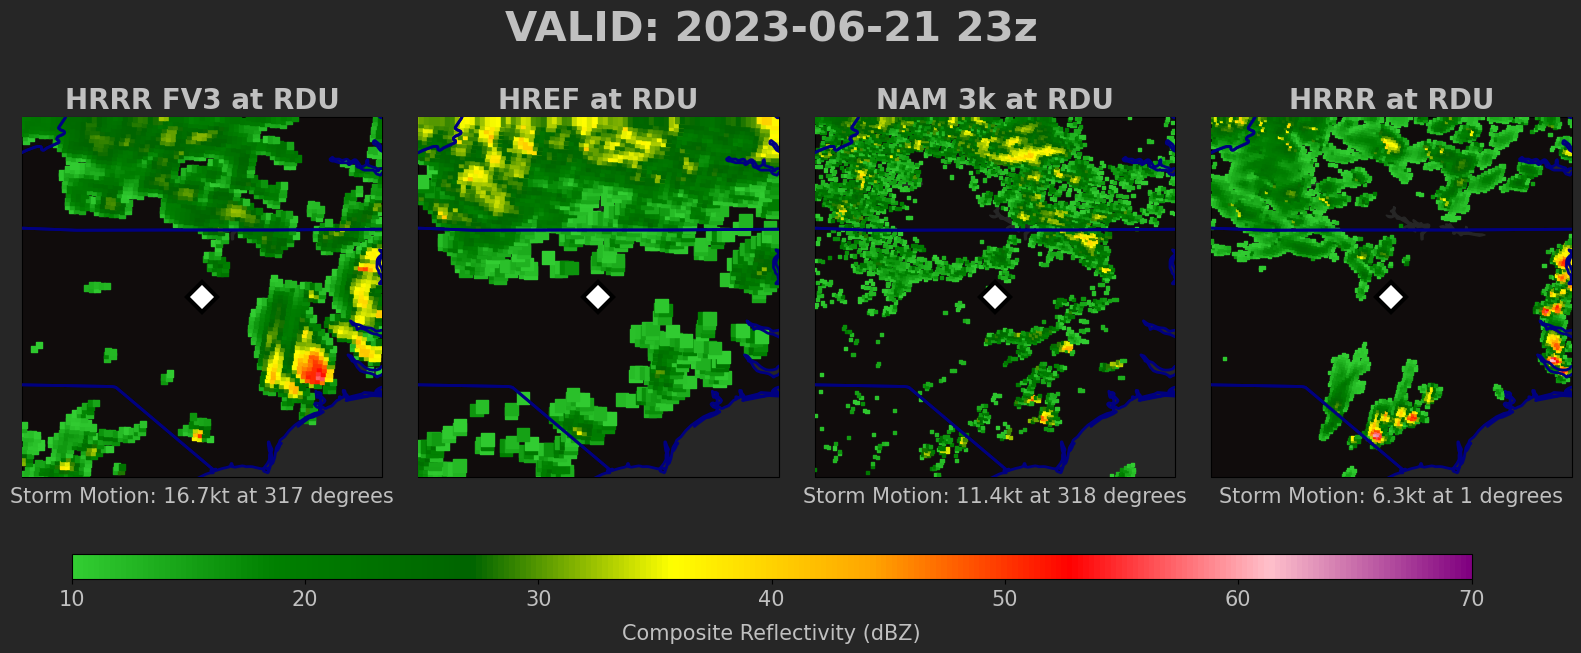 VALID: 2023-06-21 23z
HRRR FV3 at RDU
HREF at RDU
NAM 3k at RDU
HRRR at RDU
Storm Motion: 16.7kt at 317 degrees
Storm Motion: 11.4kt at 318 degrees
Storm Motion: 6.3kt at 1 degrees
10 20 30 40 50 60 70
Composite Reflectivity (dBZ)